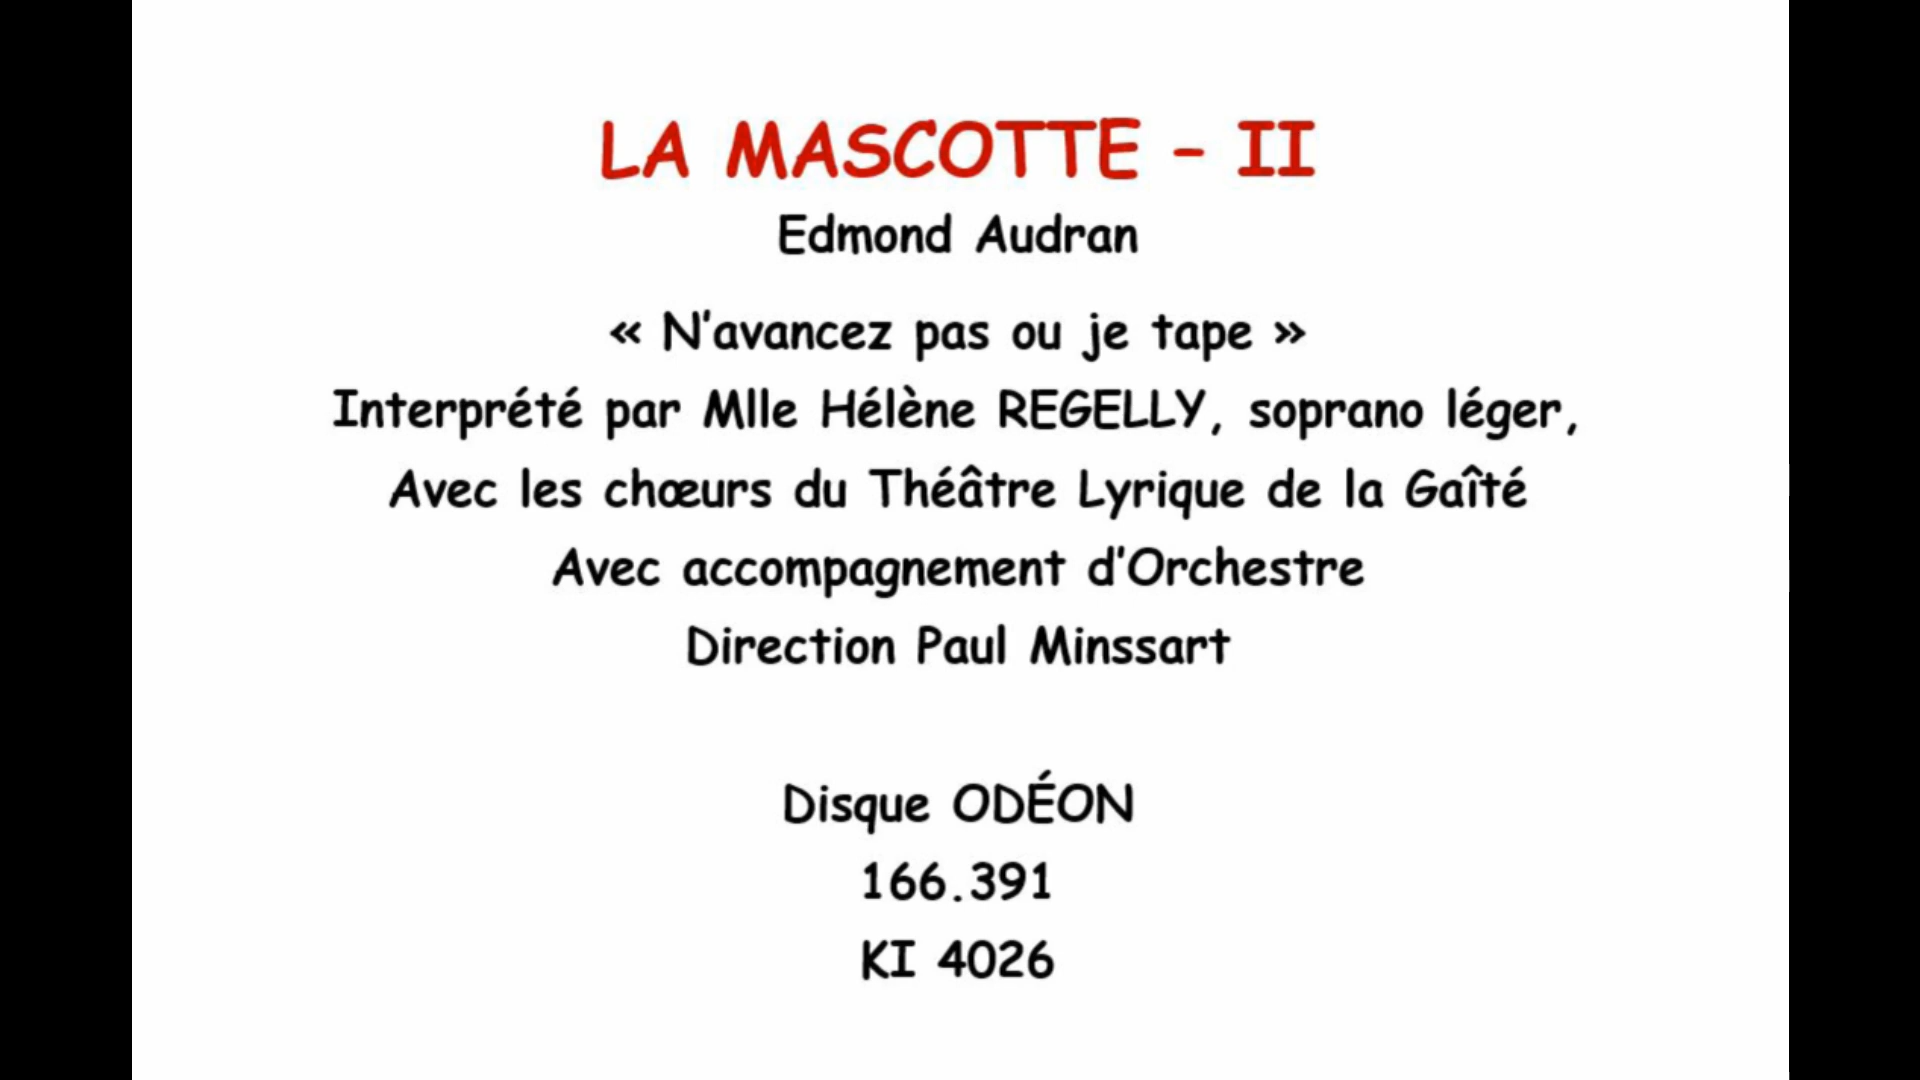 LA MASCOTTE – II
Edmond Audran
« N’avancez pas ou je tape »
Interprété par Mlle Hélène REGELLY, soprano léger,
Avec les chœurs du Théâtre Lyrique de la Gaîté
Avec accompagnement d’Orchestre
Direction Paul Minssart
Disque ODÉON
166.391
KI 4026